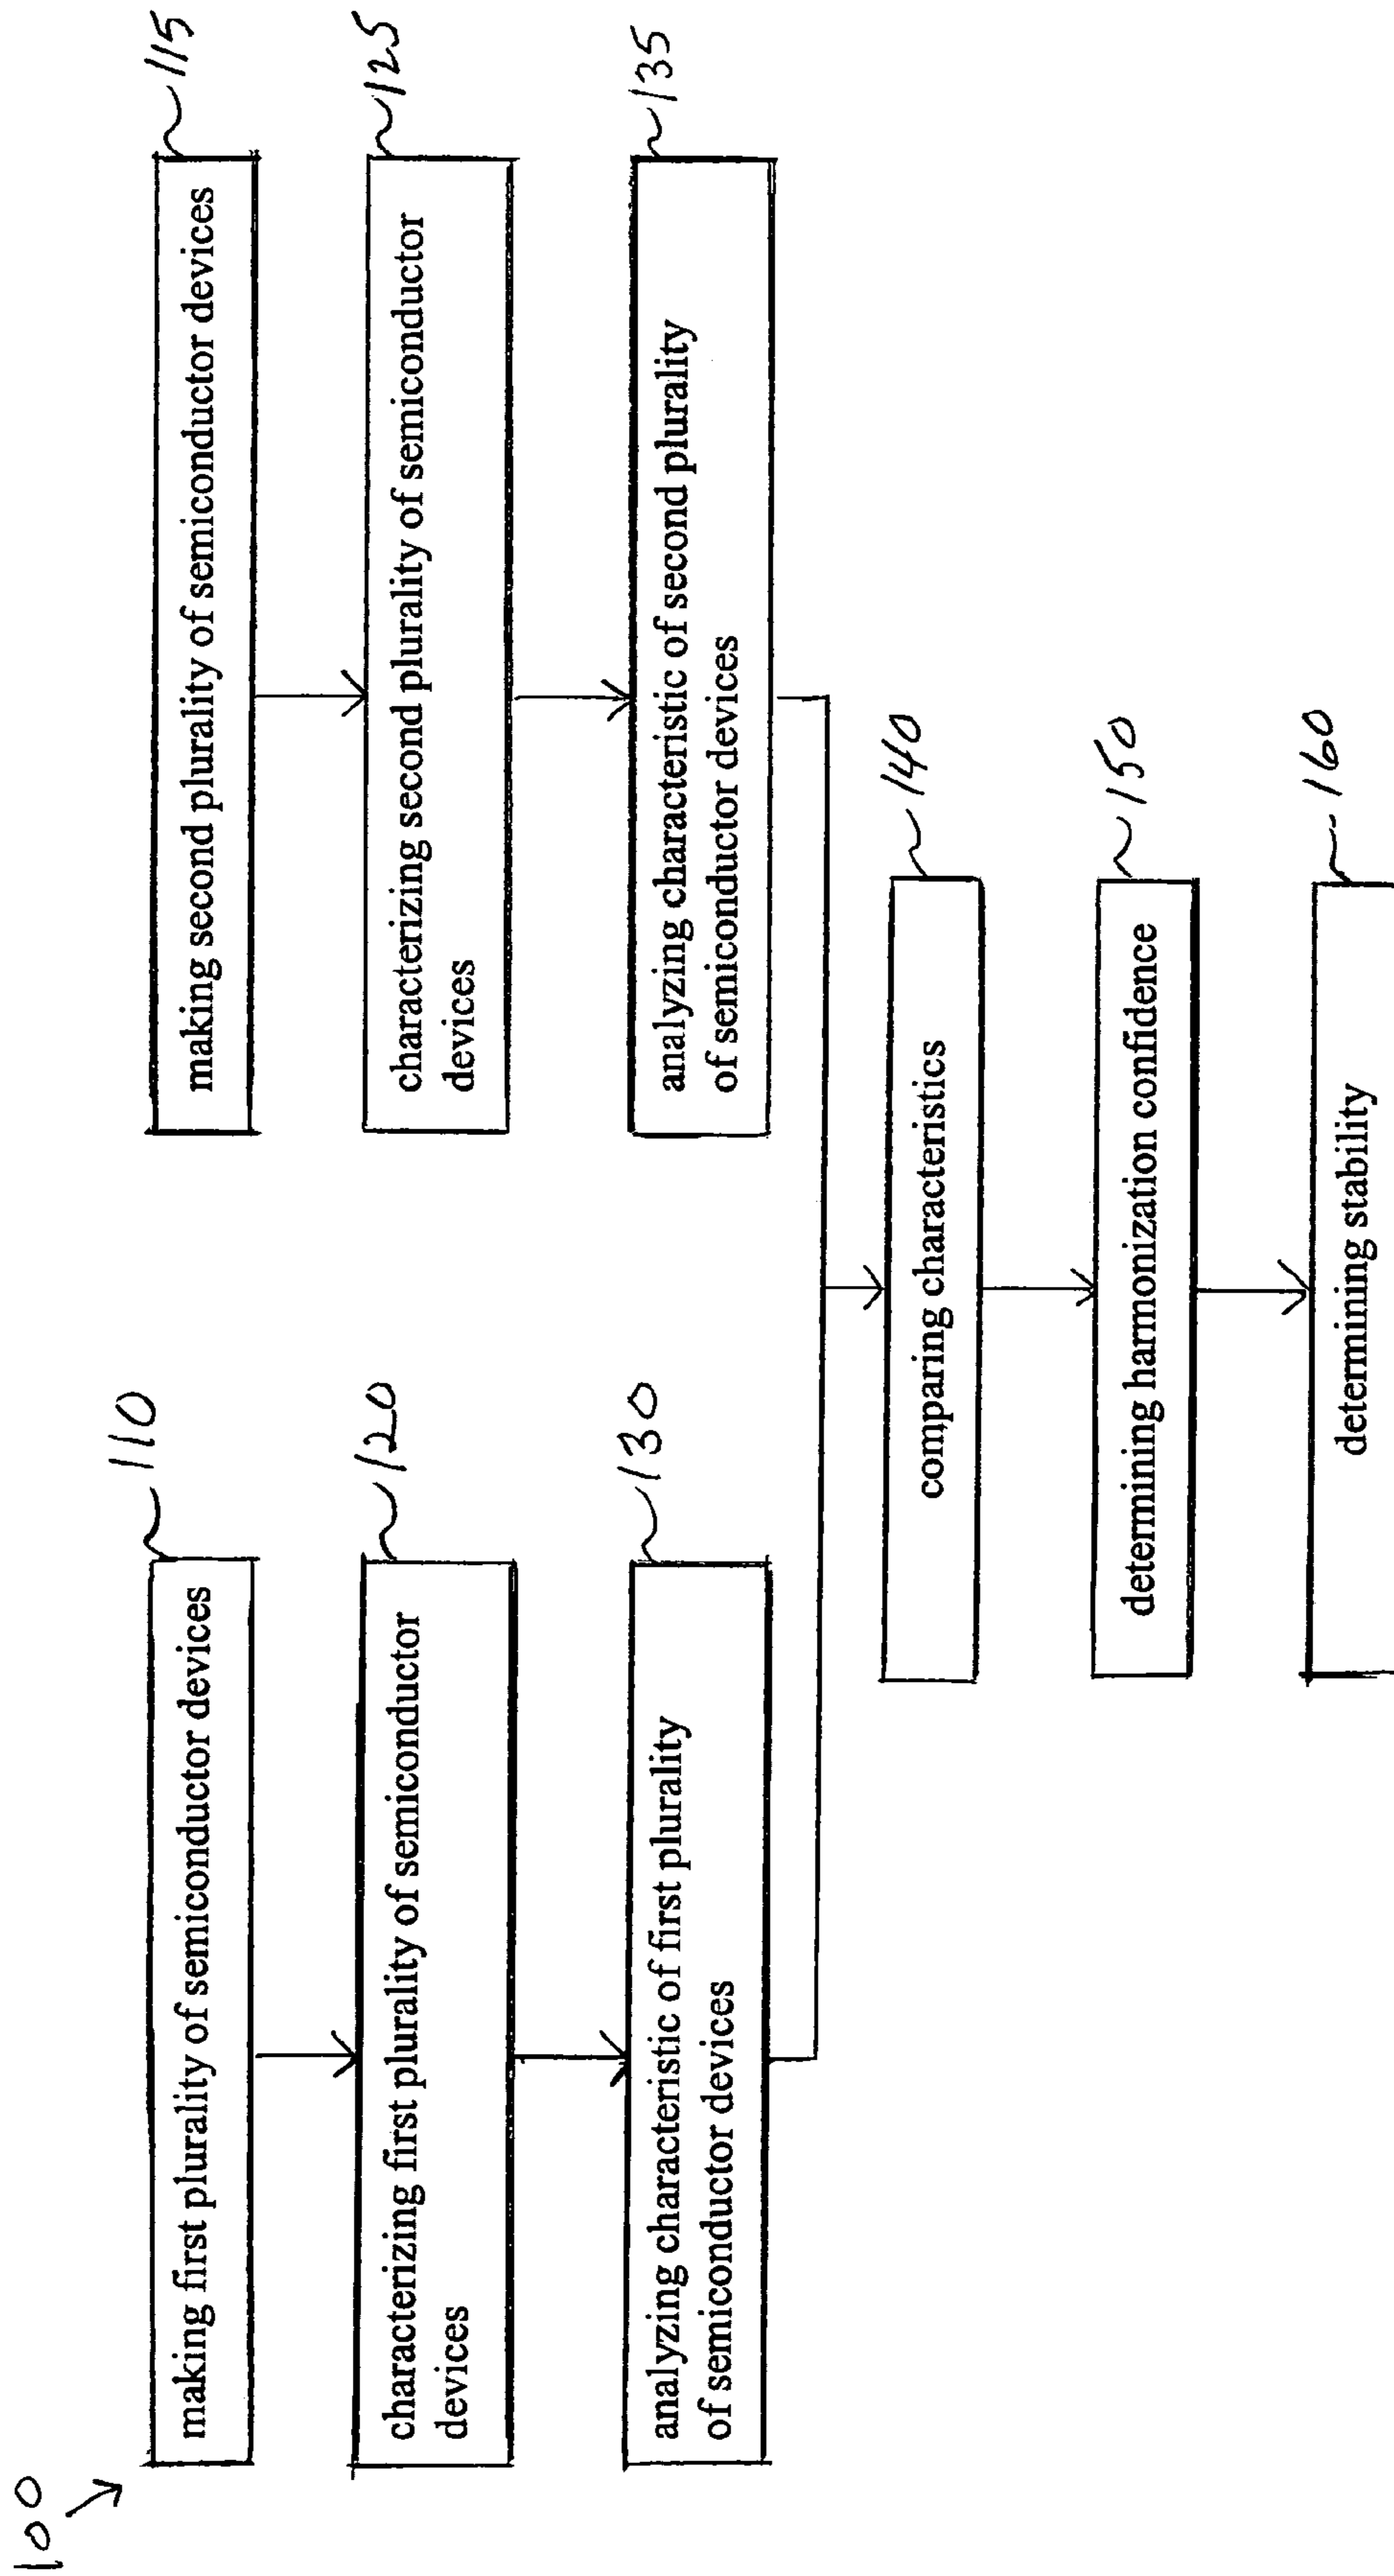 100
110
making first plurality of semiconductor devices
115
making second plurality of semiconductor devices
120
characterizing first plurality of semiconductor
devices
125
characterizing second plurality of semiconductor
devices
130
analyzing characteristic of first plurality
of semiconductor devices
135
analyzing characteristic of second plurality
of semiconductor devices
140
comparing characteristics
150
determining harmonization confidence
160
determining stability